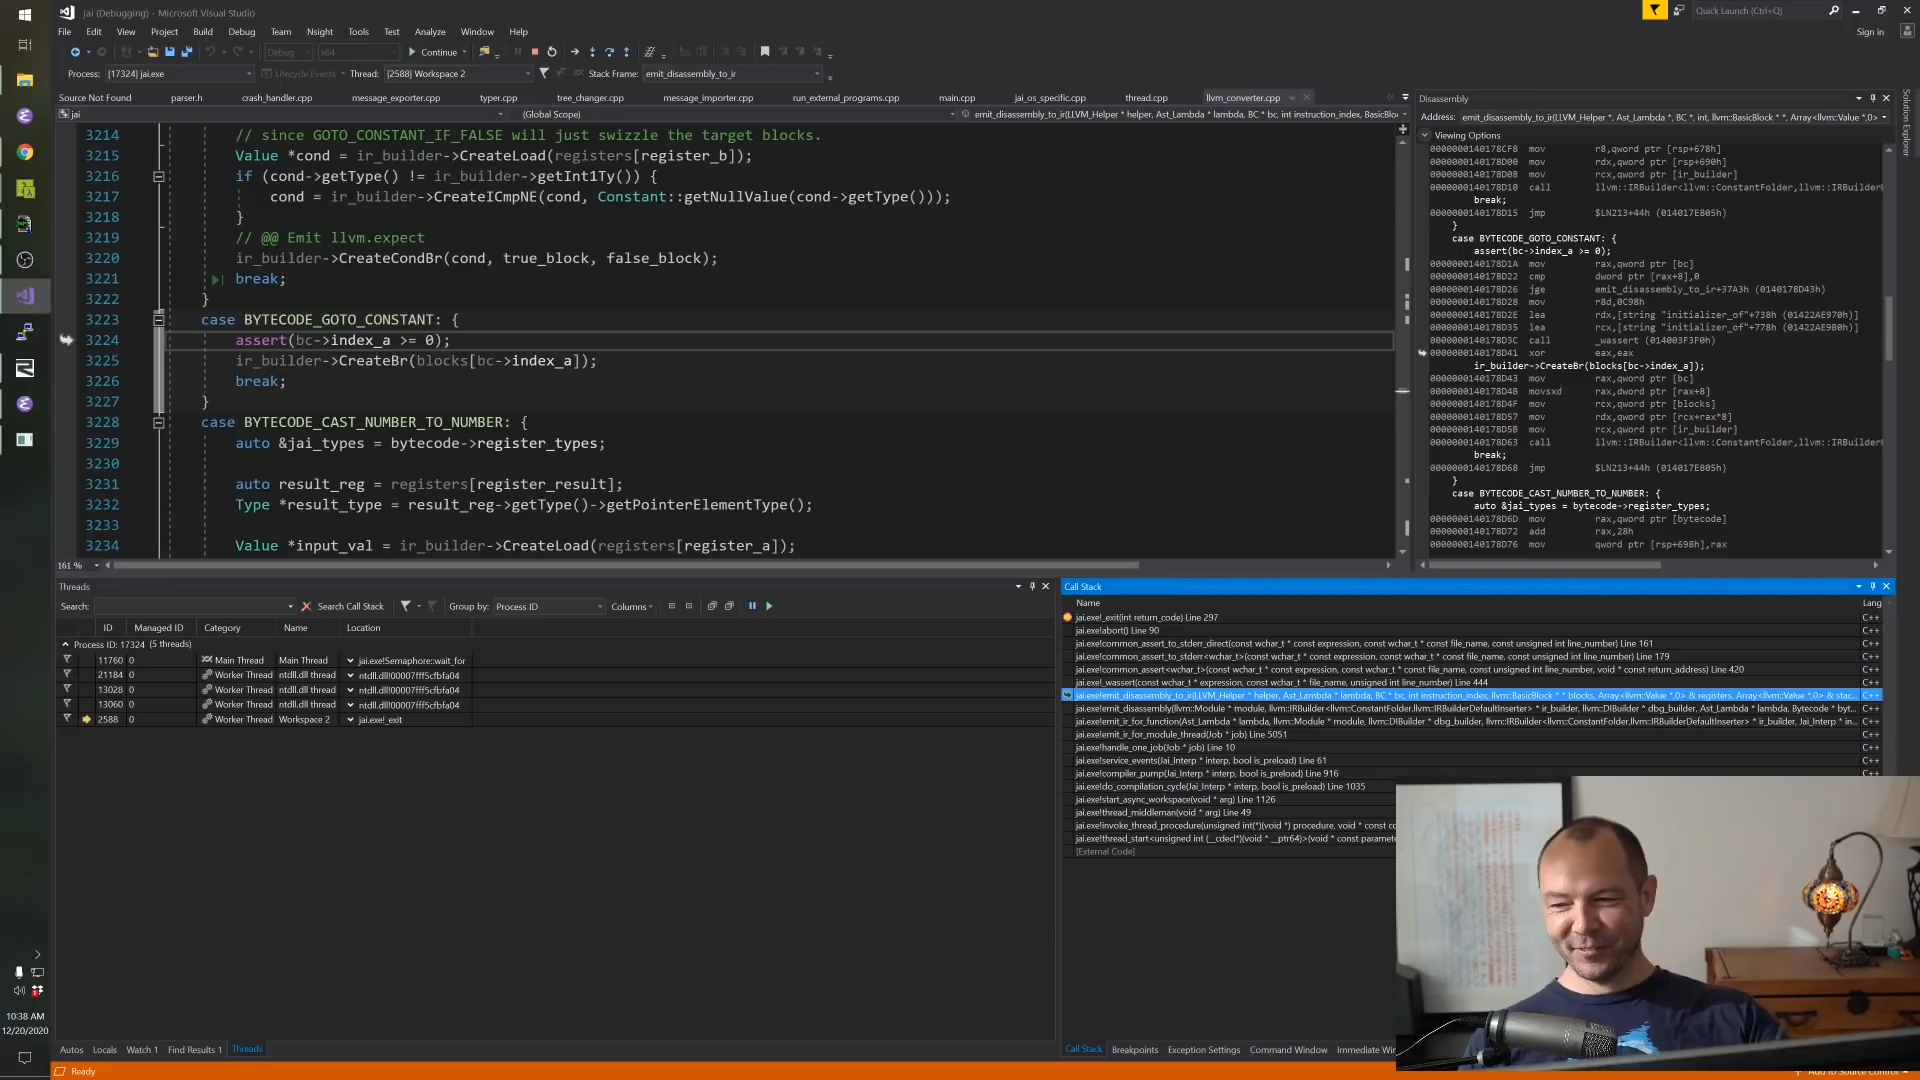 jai (Debugging) - Microsoft Visual Studio
Quick Launch (Ctrl+Q)
File Edit View Project Build Debug Team Nsight Tools Test Analyze Window Help
Sign in
Debug x64 Continue
Process: [17324] jai.exe Lifecycle Events Thread: [2588] Workspace 2 Stack Frame: emit_disassembly_to_ir
Source Not Found parser.h crash_handler.cpp message_exporter.cpp typer.cpp tree_changer.cpp message_importer.cpp run_external_programs.cpp main.cpp jai_os_specific.cpp thread.cpp llvm_converter.cpp
jai (Global Scope) emit_disassembly_to_ir(LLVM_Helper * helper, Ast_Lambda * lambda, BC * bc, int instruction_index, llvm::BasicBlo
3214 // since GOTO_CONSTANT_IF_FALSE will just swizzle the target blocks.
3215 Value *cond = ir_builder->CreateLoad(registers[register_b]);
3216 if (cond->getType() != ir_builder->getInt1Ty()) {
3217 cond = ir_builder->CreateICmpNE(cond, Constant::getNullValue(cond->getType()));
3218 }
3219 // @@ Emit llvm.expect
3220 ir_builder->CreateCondBr(cond, true_block, false_block);
3221 break;
3222 }
3223 case BYTECODE_GOTO_CONSTANT: {
3224 assert(bc->index_a >= 0);
3225 ir_builder->CreateBr(blocks[bc->index_a]);
3226 break;
3227 }
3228 case BYTECODE_CAST_NUMBER_TO_NUMBER: {
3229 auto &jai_types = bytecode->register_types;
3230
3231 auto result_reg = registers[register_result];
3232 Type *result_type = result_reg->getType()->getPointerElementType();
3233
3234 Value *input_val = ir_builder->CreateLoad(registers[register_a]);
161 %
Disassembly
Address: emit_disassembly_to_ir(LLVM_Helper *, Ast_Lambda *, BC *, int, llvm::BasicBlock * *, Array<llvm::Value *,0>
Viewing Options
0000000140178CF8 mov r8,qword ptr [rsp+678h]
0000000140178D00 mov rdx,qword ptr [rsp+690h]
0000000140178D08 mov rcx,qword ptr [ir_builder]
0000000140178D10 call llvm::IRBuilder<llvm::ConstantFolder,llvm::IRBuilder
break;
0000000140178D15 jmp $LN213+44h (014017E805h)
}
case BYTECODE_GOTO_CONSTANT: {
assert(bc->index_a >= 0);
0000000140178D1A mov rax,qword ptr [bc]
0000000140178D22 cmp dword ptr [rax+8],0
0000000140178D26 jge emit_disassembly_to_ir+37A3h (0140178D43h)
0000000140178D28 mov r8d,0C98h
0000000140178D2E lea rdx,[string "initializer_of"+738h (01422AE970h)]
0000000140178D35 lea rcx,[string "initializer_of"+778h (01422AE9B0h)]
0000000140178D3C call _wassert (014003F3F0h)
0000000140178D41 xor eax,eax
ir_builder->CreateBr(blocks[bc->index_a]);
0000000140178D43 mov rax,qword ptr [bc]
0000000140178D4B movsxd rax,dword ptr [rax+8]
0000000140178D4F mov rcx,qword ptr [blocks]
0000000140178D57 mov rdx,qword ptr [rcx+rax*8]
0000000140178D5B mov rcx,qword ptr [ir_builder]
0000000140178D63 call llvm::IRBuilder<llvm::ConstantFolder,llvm::IRBuilder
break;
0000000140178D68 jmp $LN213+44h (014017E805h)
}
case BYTECODE_CAST_NUMBER_TO_NUMBER: {
auto &jai_types = bytecode->register_types;
0000000140178D6D mov rax,qword ptr [bytecode]
0000000140178D72 add rax,28h
0000000140178D76 mov qword ptr [rsp+698h],rax
Solution Explorer
Threads
Search: Search Call Stack Group by: Process ID Columns
ID Managed ID Category Name Location
Process ID: 17324 (5 threads)
11760 0 Main Thread Main Thread jai.exe!Semaphore::wait_for
21184 0 Worker Thread ntdll.dll thread ntdll.dll!00007fff5cfbfa04
13028 0 Worker Thread ntdll.dll thread ntdll.dll!00007fff5cfbfa04
13060 0 Worker Thread ntdll.dll thread ntdll.dll!00007fff5cfbfa04
2588 0 Worker Thread Workspace 2 jai.exe!_exit
Call Stack
Name Lang
jai.exe!_exit(int return_code) Line 297 C++
jai.exe!abort() Line 90 C++
jai.exe!common_assert_to_stderr_direct(const wchar_t * const expression, const wchar_t * const file_name, const unsigned int line_number) Line 161 C++
jai.exe!common_assert_to_stderr<wchar_t>(const wchar_t * const expression, const wchar_t * const file_name, const unsigned int line_number) Line 179 C++
jai.exe!common_assert<wchar_t>(const wchar_t * const expression, const wchar_t * const file_name, const unsigned int line_number, void * const return_address) Line 420 C++
jai.exe!_wassert(const wchar_t * expression, const wchar_t * file_name, unsigned int line_number) Line 444 C++
jai.exe!emit_disassembly_to_ir(LLVM_Helper * helper, Ast_Lambda * lambda, BC * bc, int instruction_index, llvm::BasicBlock * * blocks, Array<llvm::Value *,0> & registers, Array<llvm::Value *,0> & stac... C++
jai.exe!emit_disassembly(llvm::Module * module, llvm::IRBuilder<llvm::ConstantFolder,llvm::IRBuilderDefaultInserter> * ir_builder, llvm::DIBuilder * dbg_builder, Ast_Lambda * lambda, Bytecode * byt... C++
jai.exe!emit_ir_for_function(Ast_Lambda * lambda, llvm::Module * module, llvm::DIBuilder * dbg_builder, llvm::IRBuilder<llvm::ConstantFolder,llvm::IRBuilderDefaultInserter> * ir_builder, Jai_Interp * in... C++
jai.exe!emit_ir_for_module_thread(Job * job) Line 5051 C++
jai.exe!handle_one_job(Job * job) Line 10 C++
jai.exe!service_events(Jai_Interp * interp, bool is_preload) Line 61 C++
jai.exe!compiler_pump(Jai_Interp * interp, bool is_preload) Line 916 C++
jai.exe!do_compilation_cycle(Jai_Interp * interp, bool is_preload) Line 1035
jai.exe!start_async_workspace(void * arg) Line 1126
jai.exe!thread_middleman(void * arg) Line 49
jai.exe!invoke_thread_procedure(unsigned int(*)(void *) procedure, void * const co
jai.exe!thread_start<unsigned int (__cdecl*)(void * __ptr64)>(void * const paramete
[External Code]
10:38 AM
12/20/2020
Autos Locals Watch 1 Find Results 1 Threads
Call Stack Breakpoints Exception Settings Command Window Immediate Win
Ready
Add to Source Control